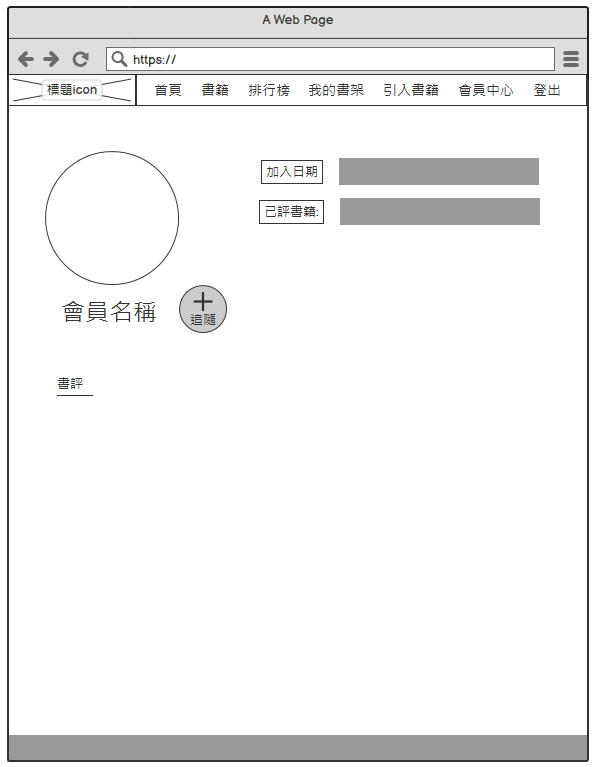 A Web Page
https://
標題icon 首頁 書籍 排行榜 我的書架 引入書籍 會員中心 登出
加入日期
已評書籍:
會員名稱
追隨
書評